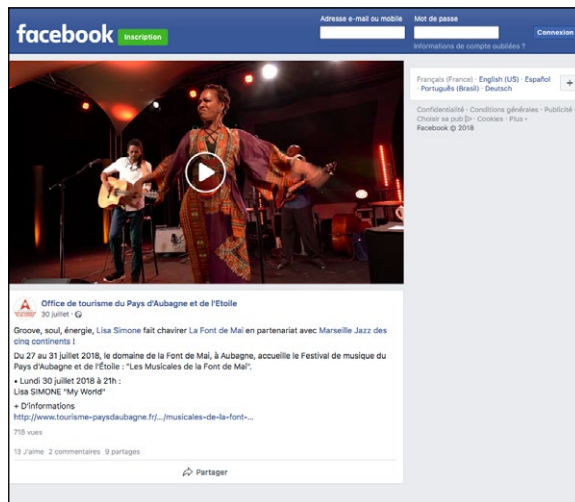 facebook
Inscription
Adresse e-mail ou mobile
Mot de passe
Connexion
Informations de compte oubliées ?
Français (France) · English (US) · Español
· Português (Brasil) · Deutsch
+
Confidentialité · Conditions générales · Publicité
Choisir sa pub · Cookies · Plus
Facebook © 2018
Office de tourisme du Pays d'Aubagne et de l'Etoile
30 juillet ·
Groove, soul, énergie, Lisa Simone fait chavirer La Font de Mai en partenariat avec Marseille Jazz des
cinq continents !
Du 27 au 31 juillet 2018, le domaine de la Font de Mai, à Aubagne, accueille le Festival de musique du
Pays d'Aubagne et de l'Étoile : "Les Musicales de la Font de Mai".
• Lundi 30 juillet 2018 à 21h :
Lisa SIMONE "My World"
+ D'informations
http://www.tourisme-paysdaubagne.fr/.../musicales-de-la-font-...
718 vues
13 J'aime 2 commentaires 9 partages
Partager